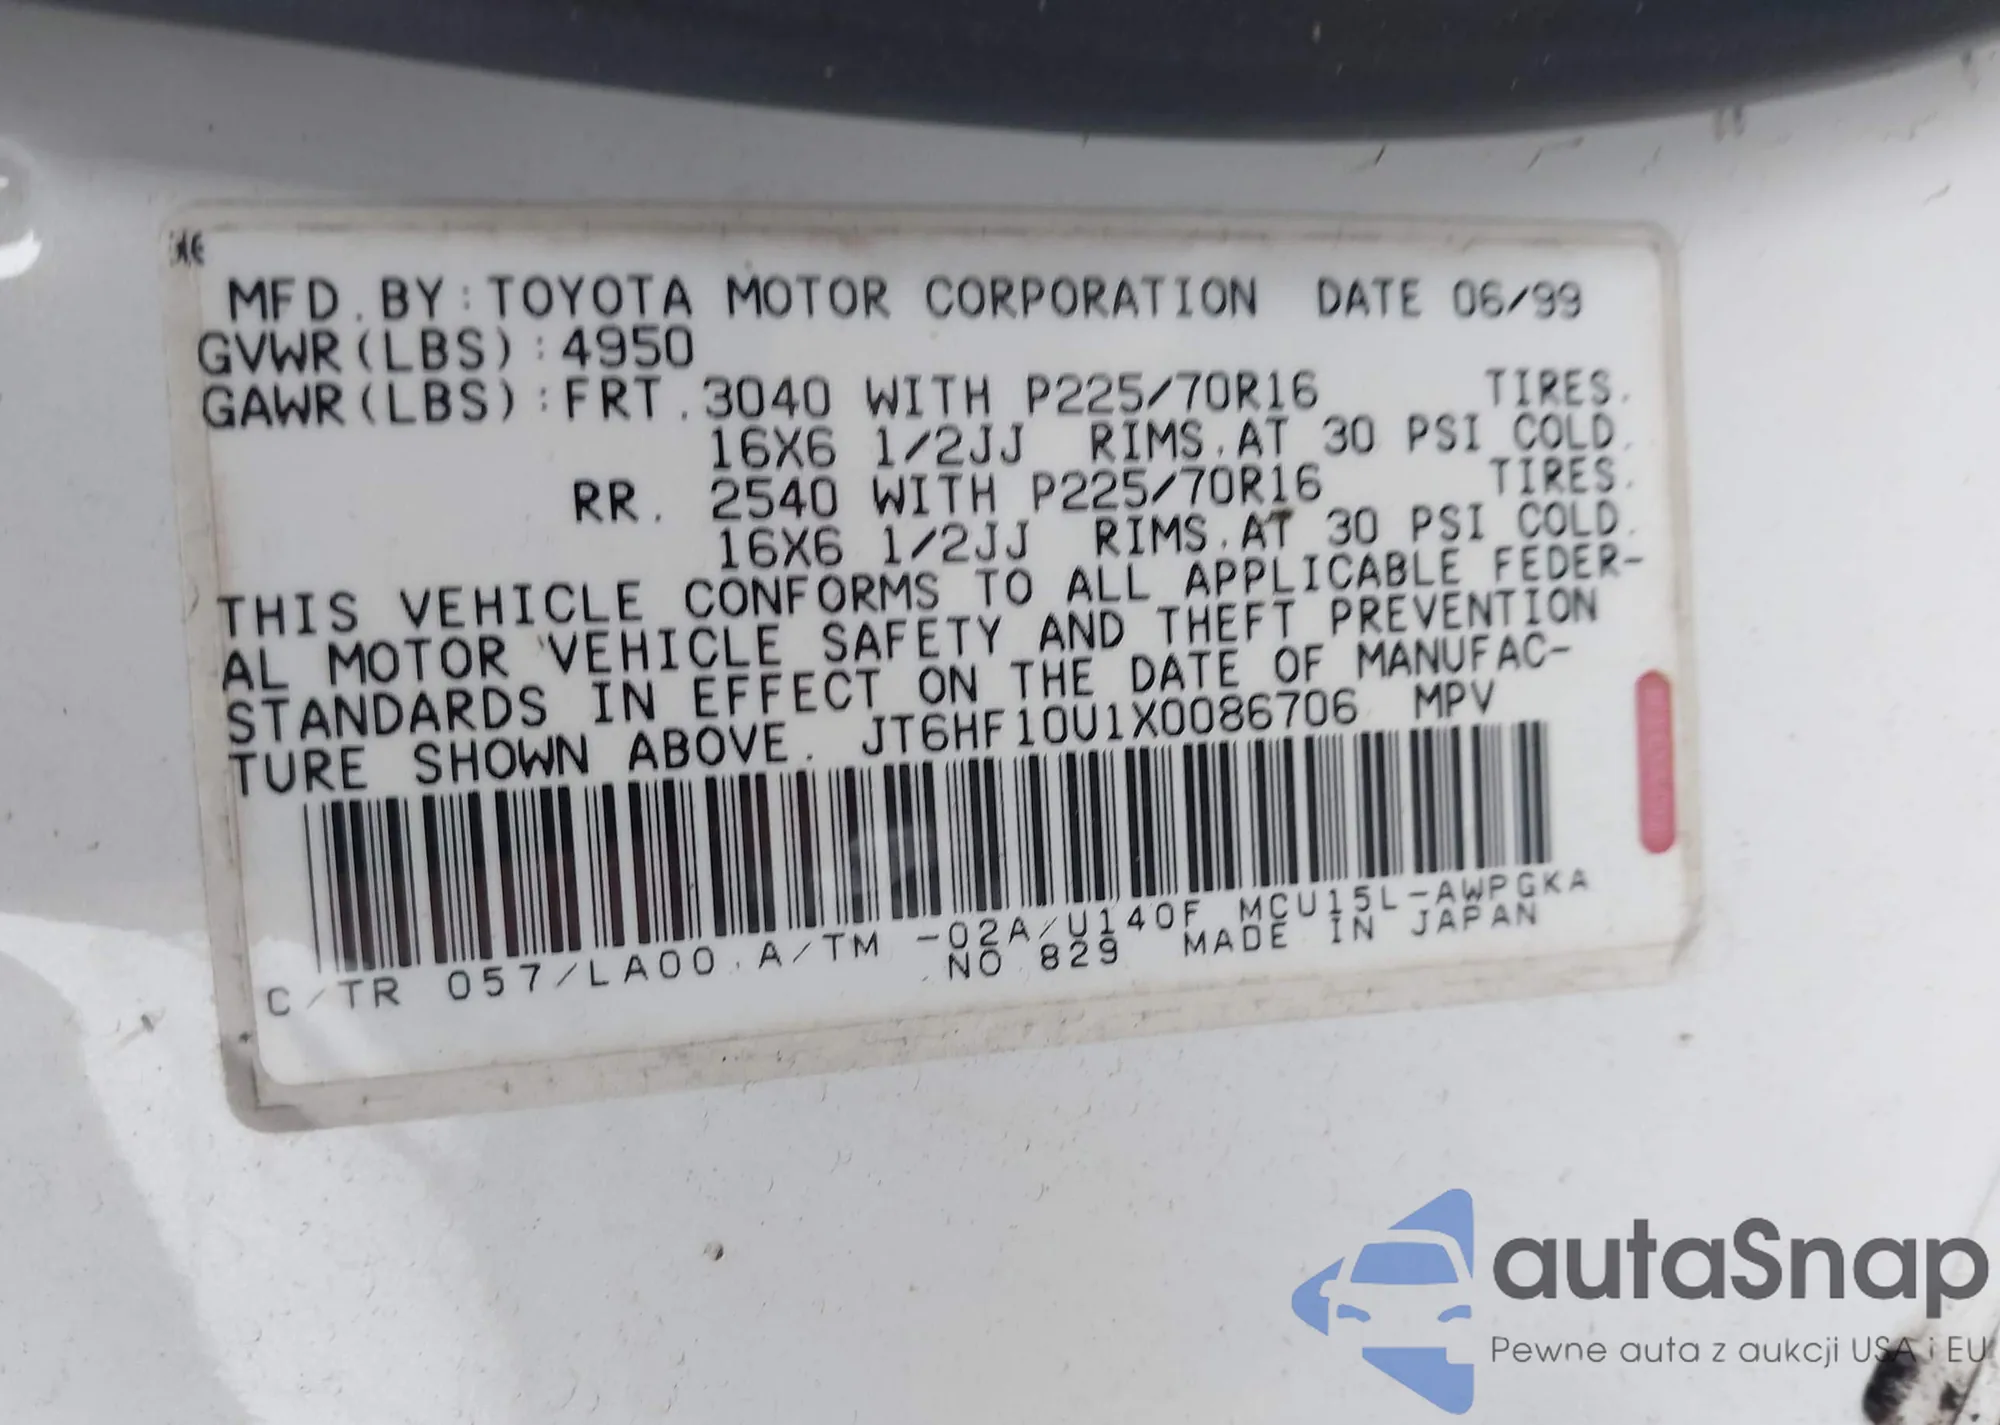 MFD.BY:TOYOTA MOTOR CORPORATION DATE 06/99
GVWR(LBS):4950
GAWR(LBS):FRT.3040 WITH P225/70R16 TIRES.
16X6 1/2JJ RIMS.AT 30 PSI COLD.
RR. 2540 WITH P225/70R16 TIRES.
16X6 1/2JJ RIMS.AT 30 PSI COLD.
THIS VEHICLE CONFORMS TO ALL APPLICABLE FEDER-
AL MOTOR VEHICLE SAFETY AND THEFT PREVENTION
STANDARDS IN EFFECT ON THE DATE OF MANUFAC-
TURE SHOWN ABOVE. JT6HF10U1X0086706 MPV
C/TR 057/LA00.A/TM -02A/U140F MCU15L-AWPGKA
NO 829 MADE IN JAPAN
autaSnap
Pewne auta z aukcji USA i EU